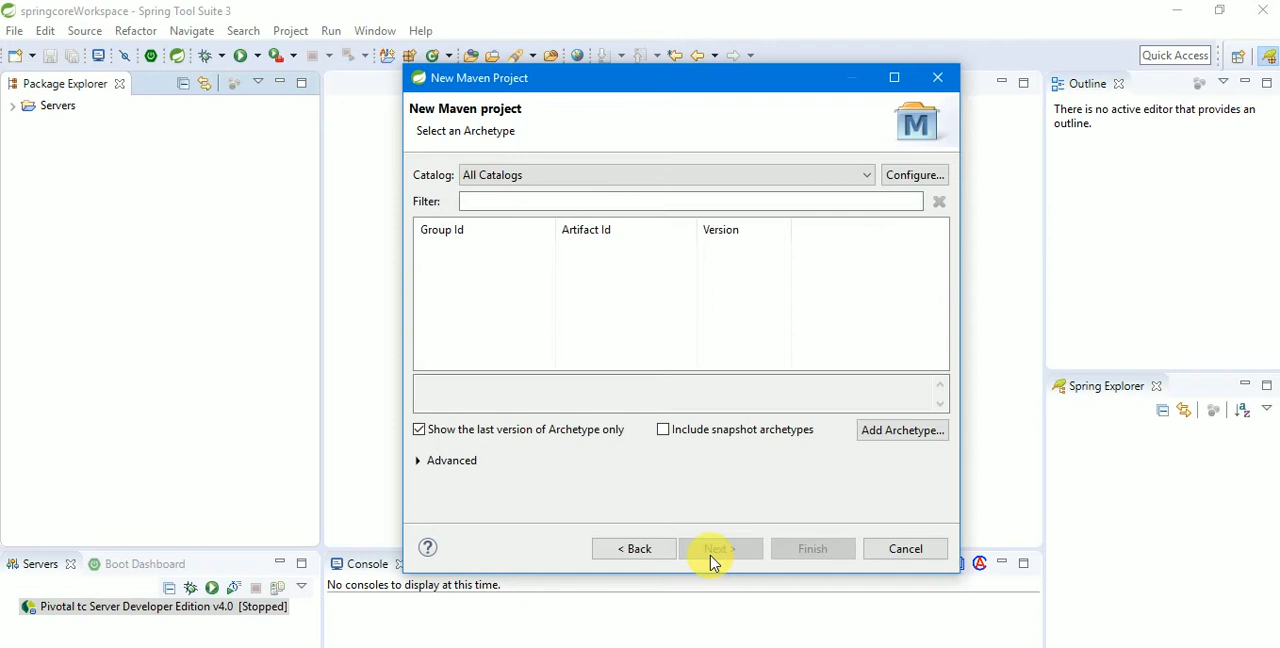 springcoreWorkspace - Spring Tool Suite 3
File Edit Source Refactor Navigate Search Project Run Window Help
Quick Access
Package Explorer
Servers
New Maven Project
New Maven project
Select an Archetype
M
Catalog: All Catalogs Configure...
Filter:
Group Id Artifact Id Version
Show the last version of Archetype only Include snapshot archetypes Add Archetype...
Advanced
? < Back Next > Finish Cancel
Outline
There is no active editor that provides an
outline.
Spring Explorer
Servers Boot Dashboard
Pivotal tc Server Developer Edition v4.0 [Stopped]
Console
No consoles to display at this time.